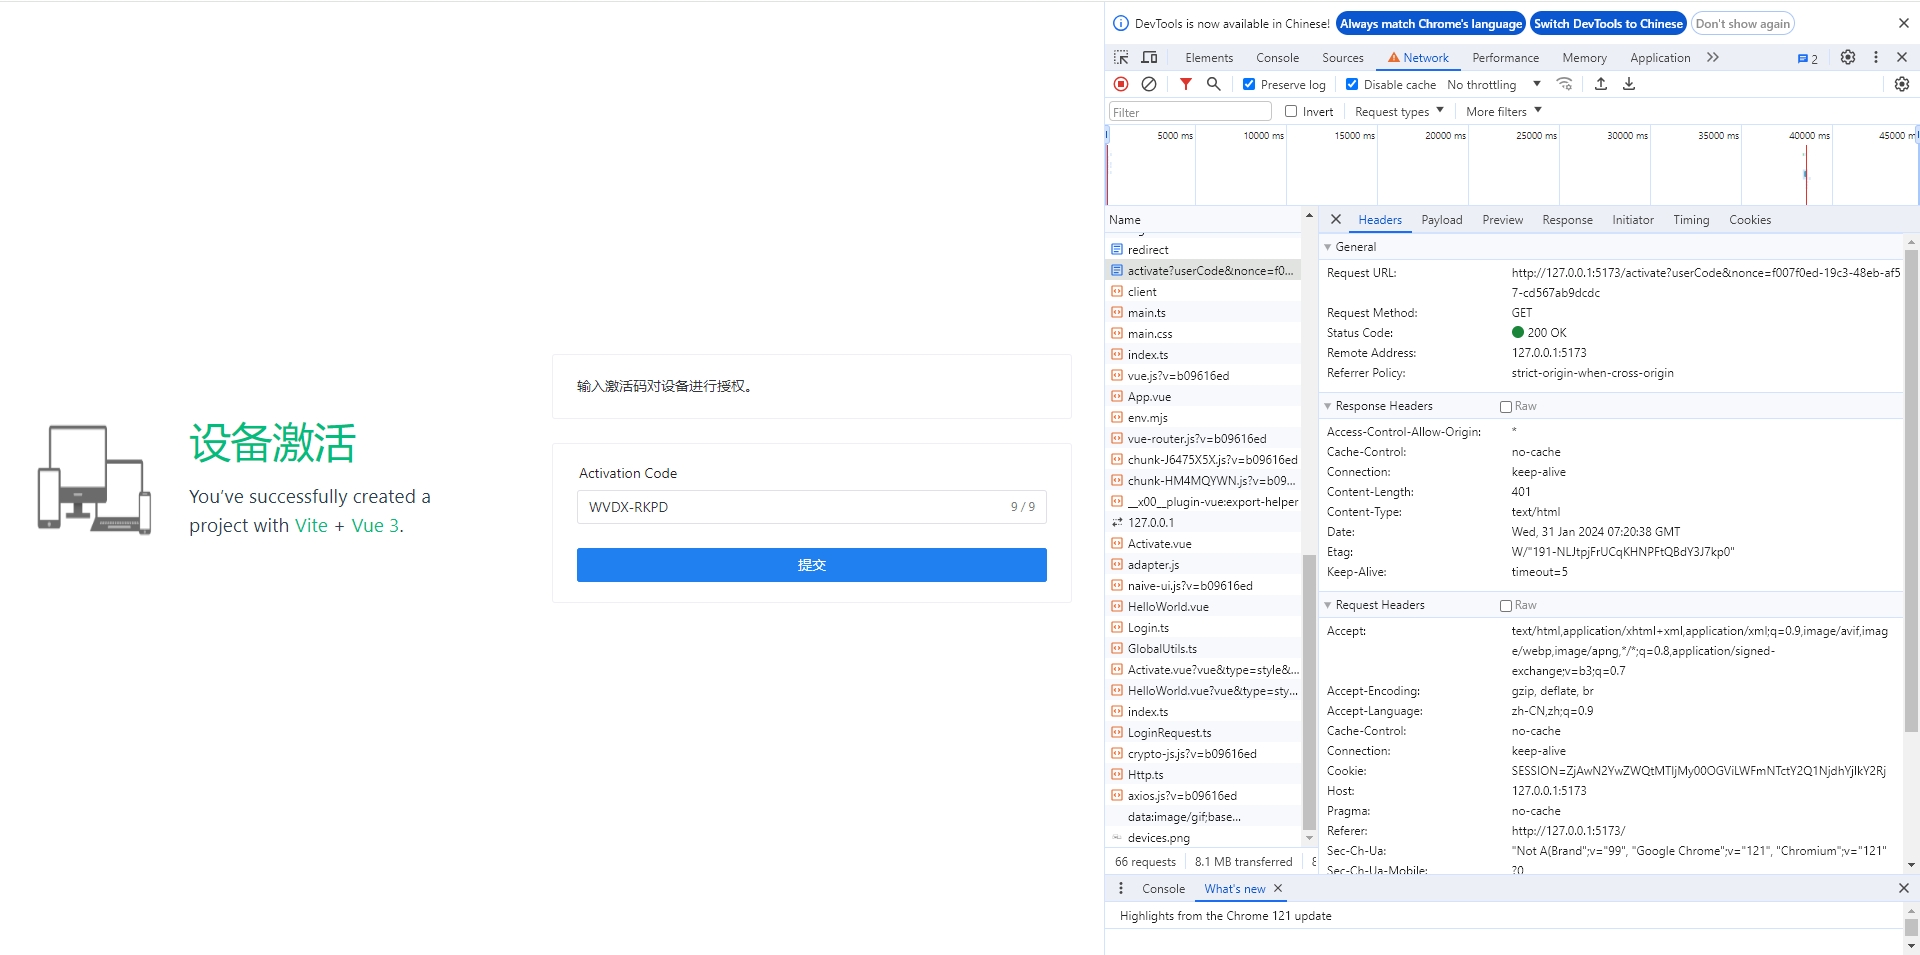 设备激活
You've successfully created a
project with Vite + Vue 3.
输入激活码对设备进行授权。
Activation Code
WVDX-RKPD 9 / 9
提交
DevTools is now available in Chinese! Always match Chrome's language Switch DevTools to Chinese Don't show again
Elements Console Sources Network Performance Memory Application 2
Preserve log Disable cache No throttling
Filter Invert Request types More filters
5000 ms 10000 ms 15000 ms 20000 ms 25000 ms 30000 ms 35000 ms 40000 ms 45000 m
Name
redirect
activate?userCode&nonce=f0...
client
main.ts
main.css
index.ts
vue.js?v=b09616ed
App.vue
env.mjs
vue-router.js?v=b09616ed
chunk-J6475X5X.js?v=b09616ed
chunk-HM4MQYWN.js?v=b09...
__x00__plugin-vue:export-helper
127.0.0.1
Activate.vue
adapter.js
naive-ui.js?v=b09616ed
HelloWorld.vue
Login.ts
GlobalUtils.ts
Activate.vue?vue&type=style&...
HelloWorld.vue?vue&type=sty...
index.ts
LoginRequest.ts
crypto-js.js?v=b09616ed
Http.ts
axios.js?v=b09616ed
data:image/gif;base...
devices.png
66 requests 8.1 MB transferred
Headers Payload Preview Response Initiator Timing Cookies
General
Request URL: http://127.0.0.1:5173/activate?userCode&nonce=f007f0ed-19c3-48eb-af5
7-cd567ab9dcdc
Request Method: GET
Status Code: 200 OK
Remote Address: 127.0.0.1:5173
Referrer Policy: strict-origin-when-cross-origin
Response Headers Raw
Access-Control-Allow-Origin: *
Cache-Control: no-cache
Connection: keep-alive
Content-Length: 401
Content-Type: text/html
Date: Wed, 31 Jan 2024 07:20:38 GMT
Etag: W/"191-NLJtpjFrUCqKHNPFtQBdY3J7kp0"
Keep-Alive: timeout=5
Request Headers Raw
Accept: text/html,application/xhtml+xml,application/xml;q=0.9,image/avif,imag
e/webp,image/apng,*/*;q=0.8,application/signed-
exchange;v=b3;q=0.7
Accept-Encoding: gzip, deflate, br
Accept-Language: zh-CN,zh;q=0.9
Cache-Control: no-cache
Connection: keep-alive
Cookie: SESSION=ZjAwN2YwZWQtMTljMy00OGViLWFmNTctY2Q1NjdhYjlkY2Rj
Host: 127.0.0.1:5173
Pragma: no-cache
Referer: http://127.0.0.1:5173/
Sec-Ch-Ua: "Not A(Brand";v="99", "Google Chrome";v="121", "Chromium";v="121"
Sec-Ch-Ua-Mobile: ?0
Console What's new
Highlights from the Chrome 121 update